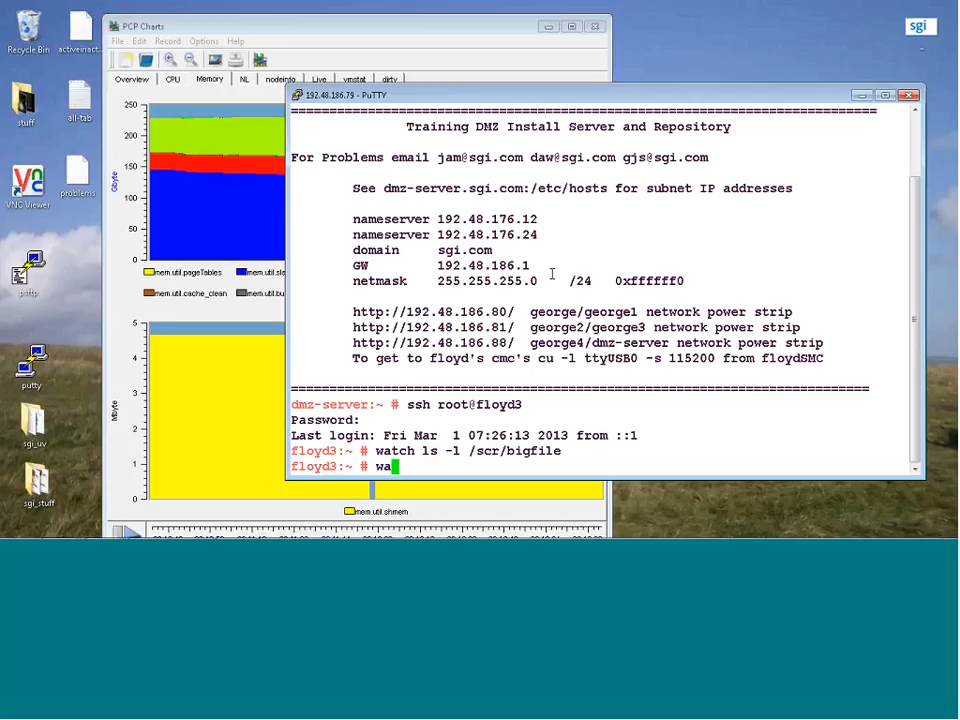 Recycle Bin
activeinact...
stuff
all-tab
VNC Viewer
problems
psftp
putty
sgi_uv
sgi_stuff
sgi
PCP Charts
File Edit Record Options Help
Overview CPU Memory NL nodeinfo Live vmstat dirty
250
200
150
100
50
0
Gbyte
mem.util.pageTables
mem.util.sla
mem.util.cache_clean
mem.util.bu
5
4
3
2
1
0
Mbyte
mem.util.shmem
192.48.186.79 - PuTTY
================================================================
Training DMZ Install Server and Repository
For Problems email jam@sgi.com daw@sgi.com gjs@sgi.com
See dmz-server.sgi.com:/etc/hosts for subnet IP addresses
nameserver 192.48.176.12
nameserver 192.48.176.24
domain sgi.com
GW 192.48.186.1
netmask 255.255.255.0 /24 0xffffff0
http://192.48.186.80/ george/george1 network power strip
http://192.48.186.81/ george2/george3 network power strip
http://192.48.186.88/ george4/dmz-server network power strip
To get to floyd's cmc's cu -l ttyUSB0 -s 115200 from floydSMC
================================================================
dmz-server:~ # ssh root@floyd3
Password:
Last login: Fri Mar 1 07:26:13 2013 from ::1
floyd3:~ # watch ls -l /scr/bigfile
floyd3:~ # wa